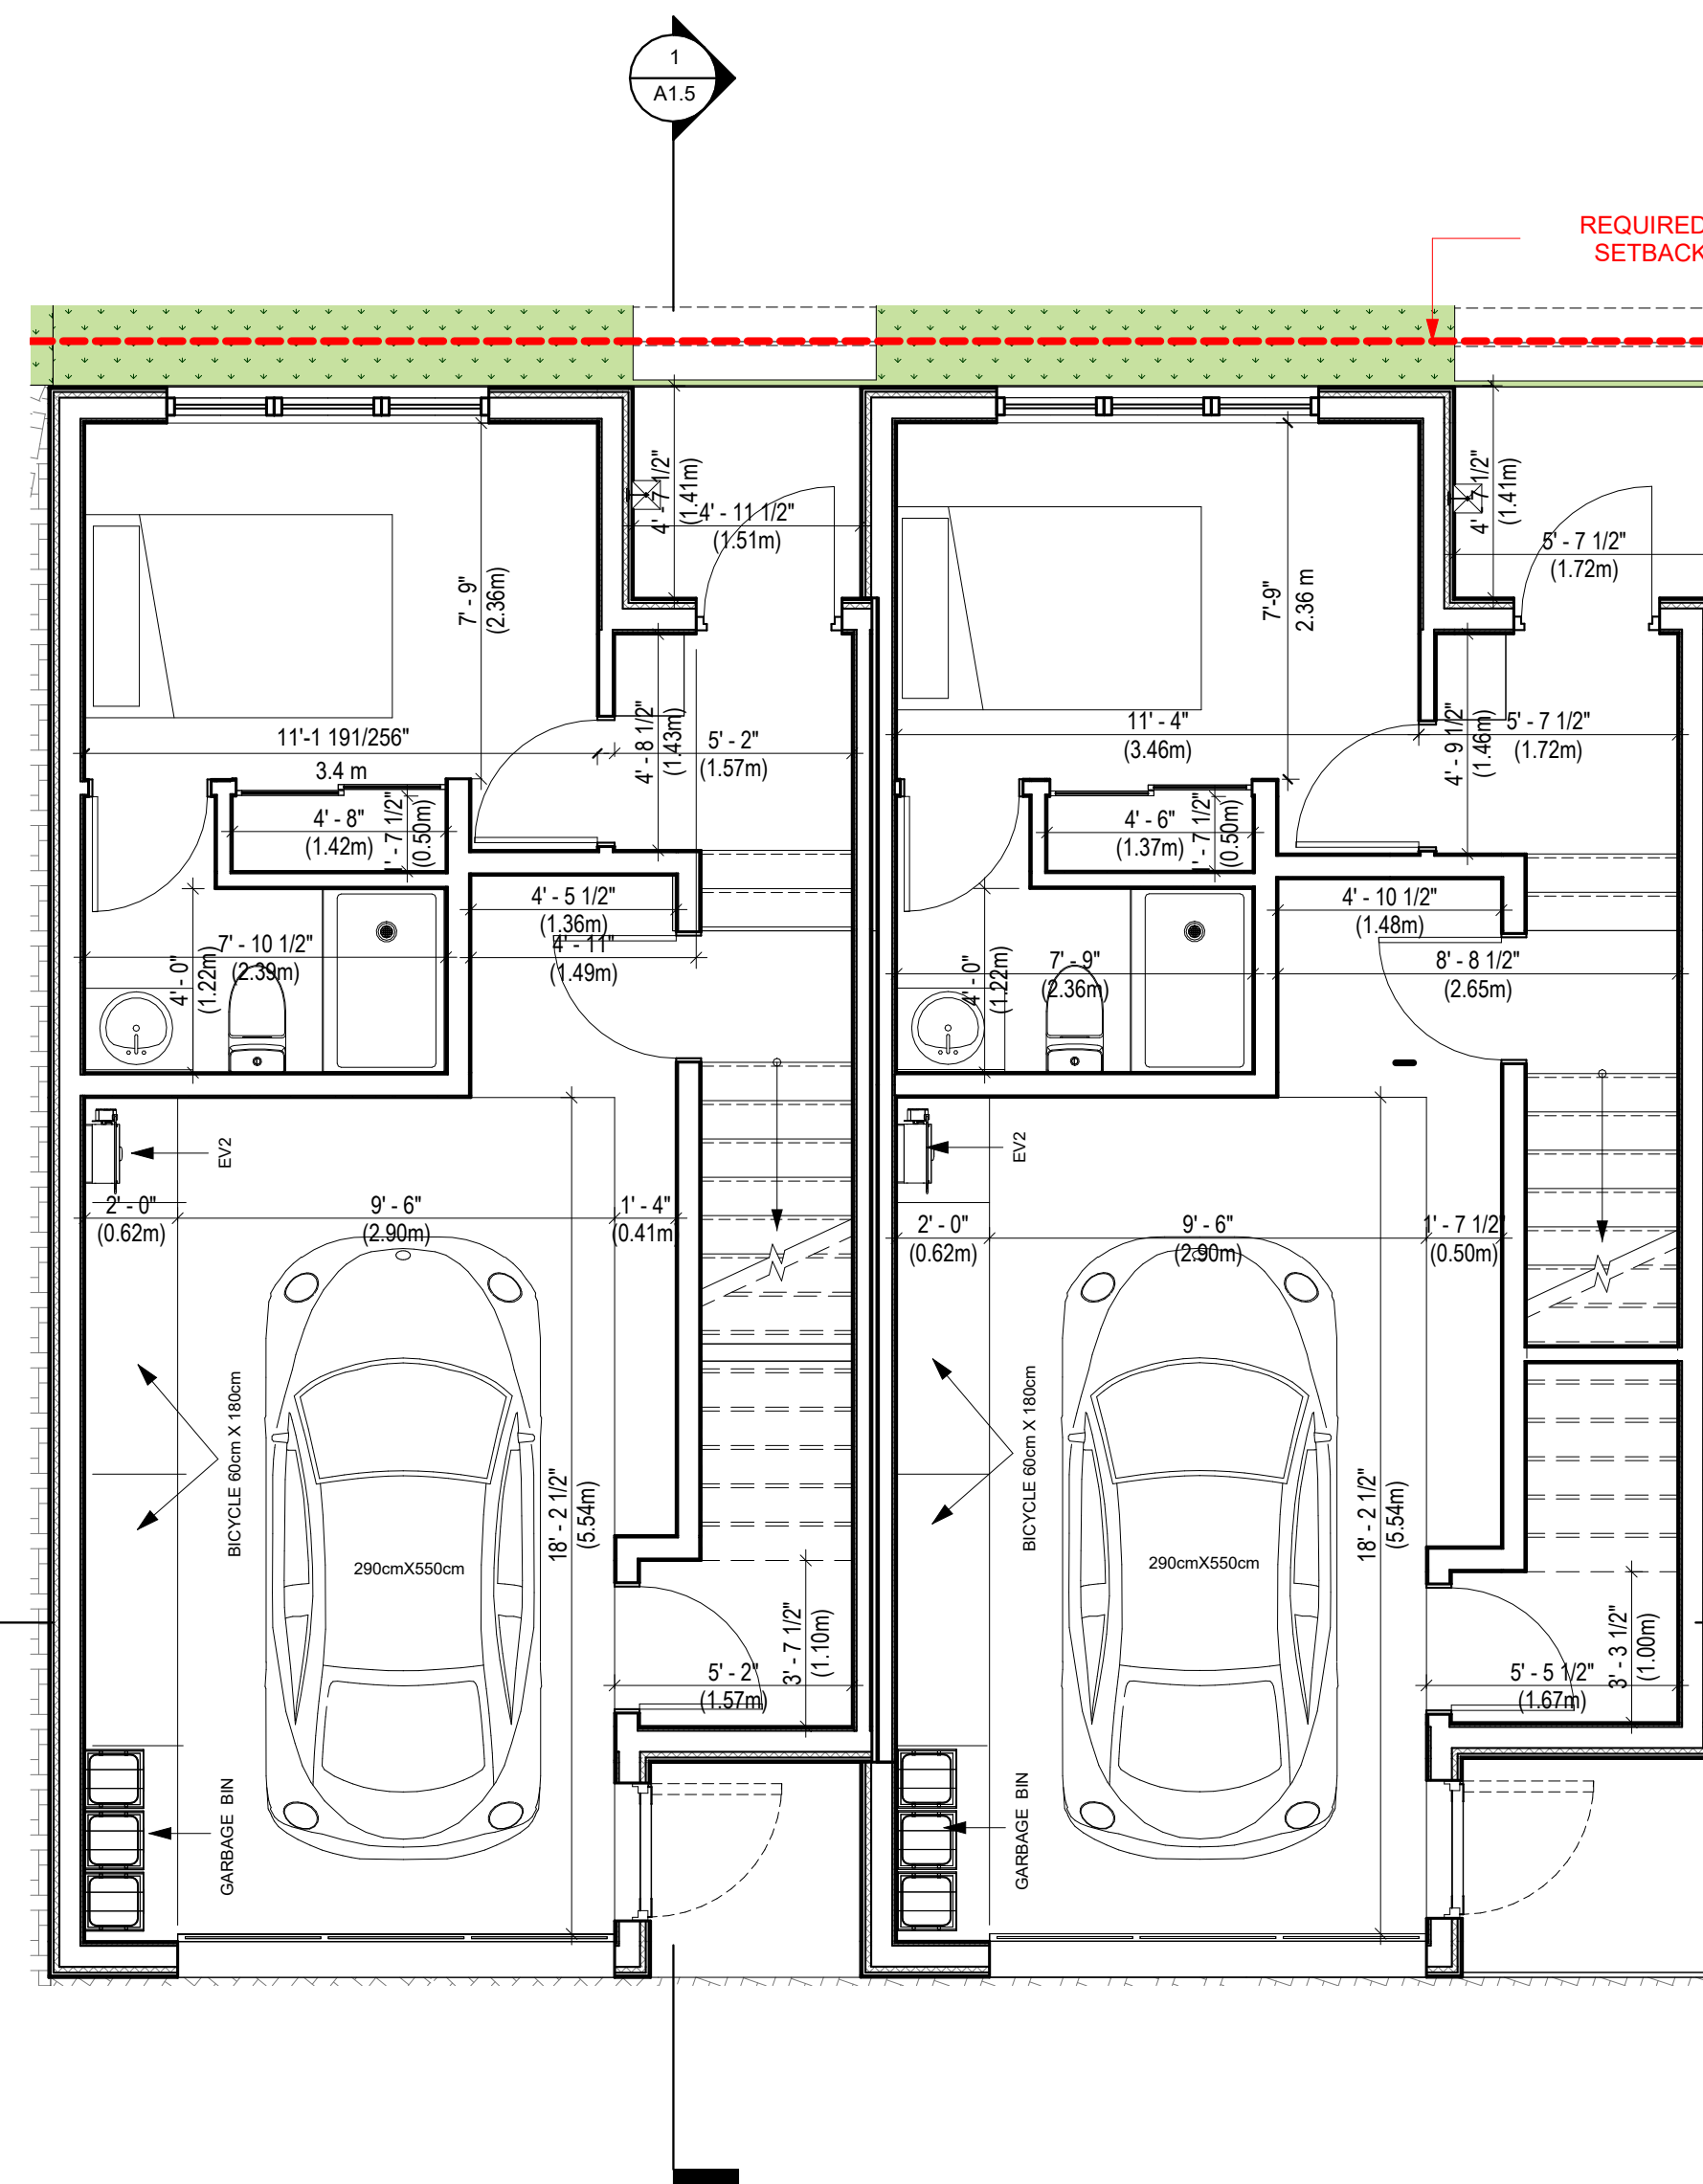 1
A1.5
REQUIRED
SETBACK
4' - 7 1/2"
(1.41m)
4' - 11 1/2"
(1.51m)
4' - 7 1/2"
(1.41m)
5' - 7 1/2"
(1.72m)
7' - 9"
(2.36m)
7'-9"
2.36 m
11'-1 191/256"
3.4 m
4' - 8 1/2"
(1.43m)
5' - 2"
(1.57m)
11' - 4"
(3.46m)
4' - 9 1/2"
(1.46m)
5' - 7 1/2"
(1.72m)
4' - 8"
(1.42m)
' - 7 1/2"
(0.50m)
4' - 6"
(1.37m)
' - 7 1/2"
(0.50m)
4' - 5 1/2"
(1.36m)
4' - 11"
(1.49m)
4' - 10 1/2"
(1.48m)
7' - 10 1/2"
(2.39m)
4' - 0"
(1.22m)
7' - 9"
(2.36m)
4' - 0"
(1.22m)
8' - 8 1/2"
(2.65m)
EV2
EV2
2' - 0"
(0.62m)
9' - 6"
(2.90m)
1' - 4"
(0.41m)
2' - 0"
(0.62m)
9' - 6"
(2.90m)
1' - 7 1/2"
(0.50m)
BICYCLE 60cm X 180cm
BICYCLE 60cm X 180cm
18' - 2 1/2"
(5.54m)
18' - 2 1/2"
(5.54m)
290cmX550cm
290cmX550cm
3' - 7 1/2"
(1.10m)
5' - 2"
(1.57m)
3' - 3 1/2"
(1.00m)
5' - 5 1/2"
(1.67m)
GARBAGE BIN
GARBAGE BIN